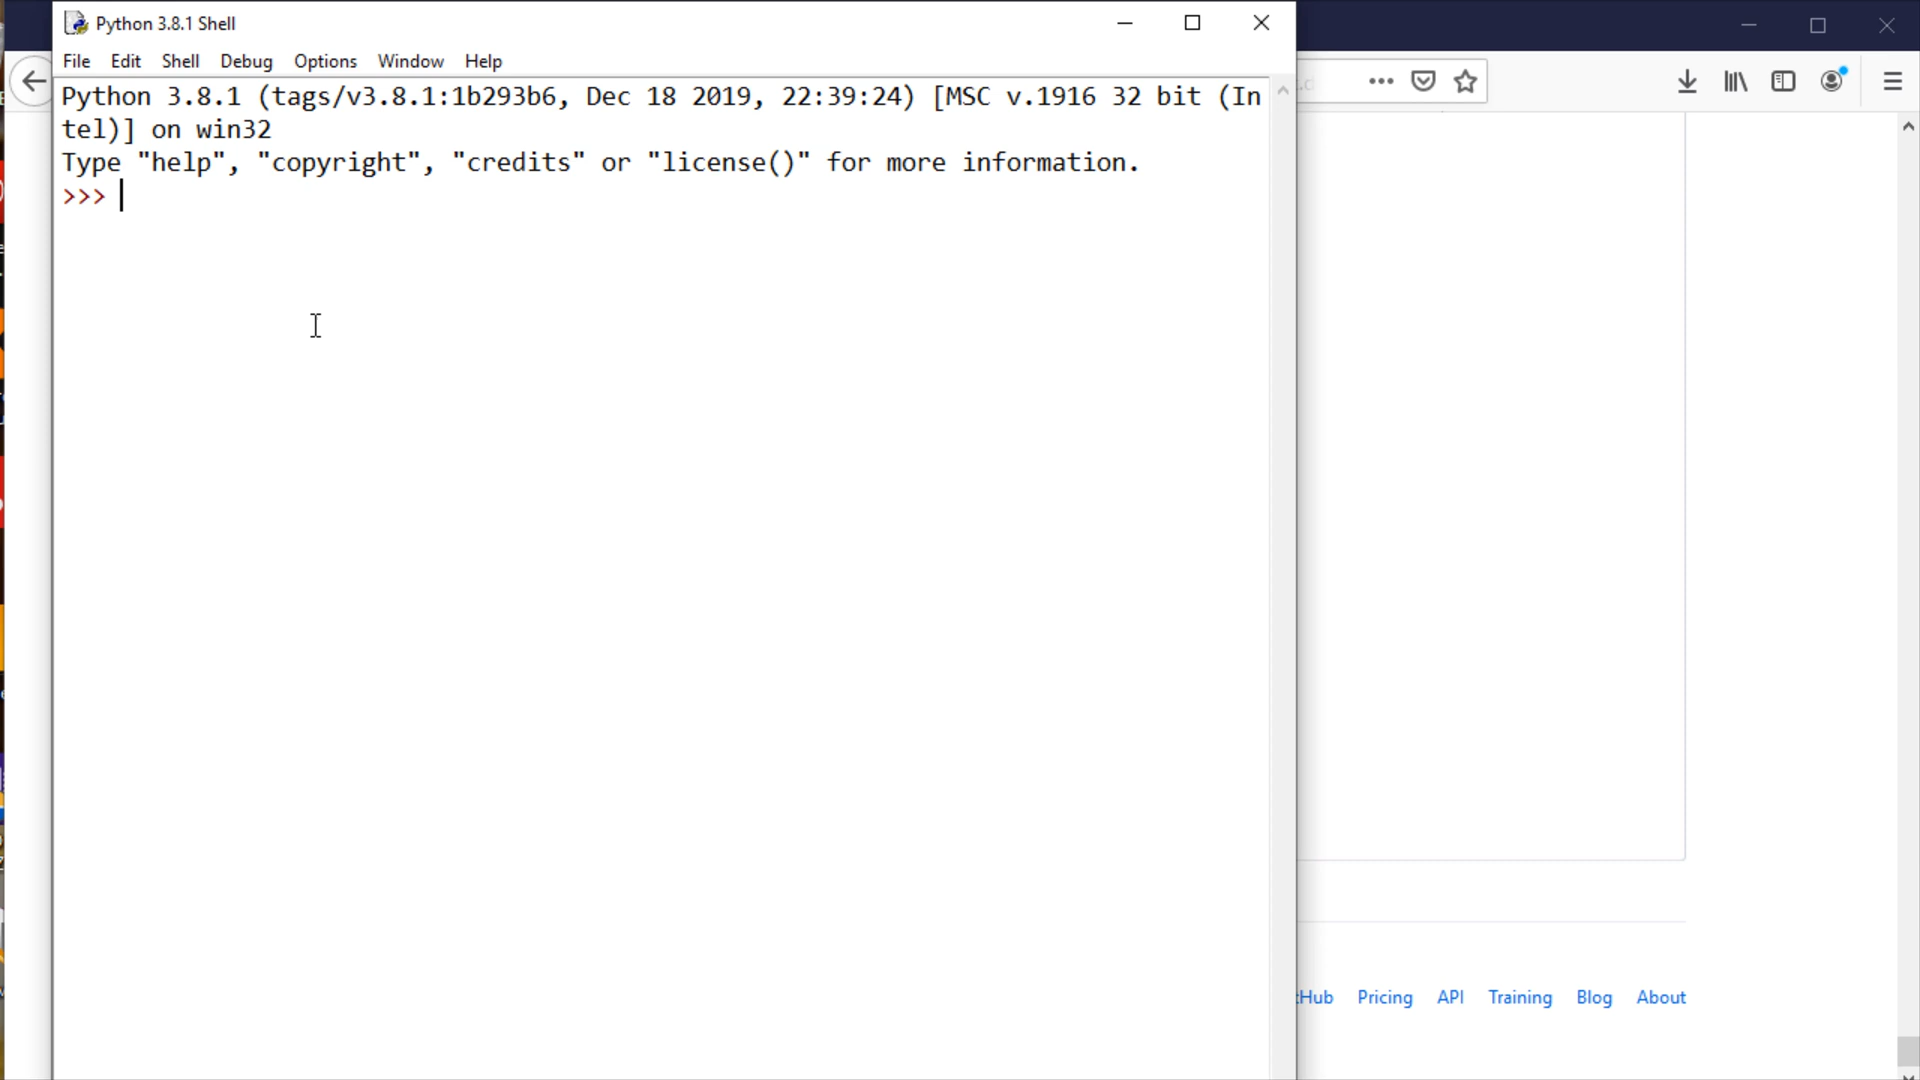 Python 3.8.1 Shell
File Edit Shell Debug Options Window Help
Python 3.8.1 (tags/v3.8.1:1b293b6, Dec 18 2019, 22:39:24) [MSC v.1916 32 bit (In
tel)] on win32
Type "help", "copyright", "credits" or "license()" for more information.
>>>
Pricing API Training Blog About